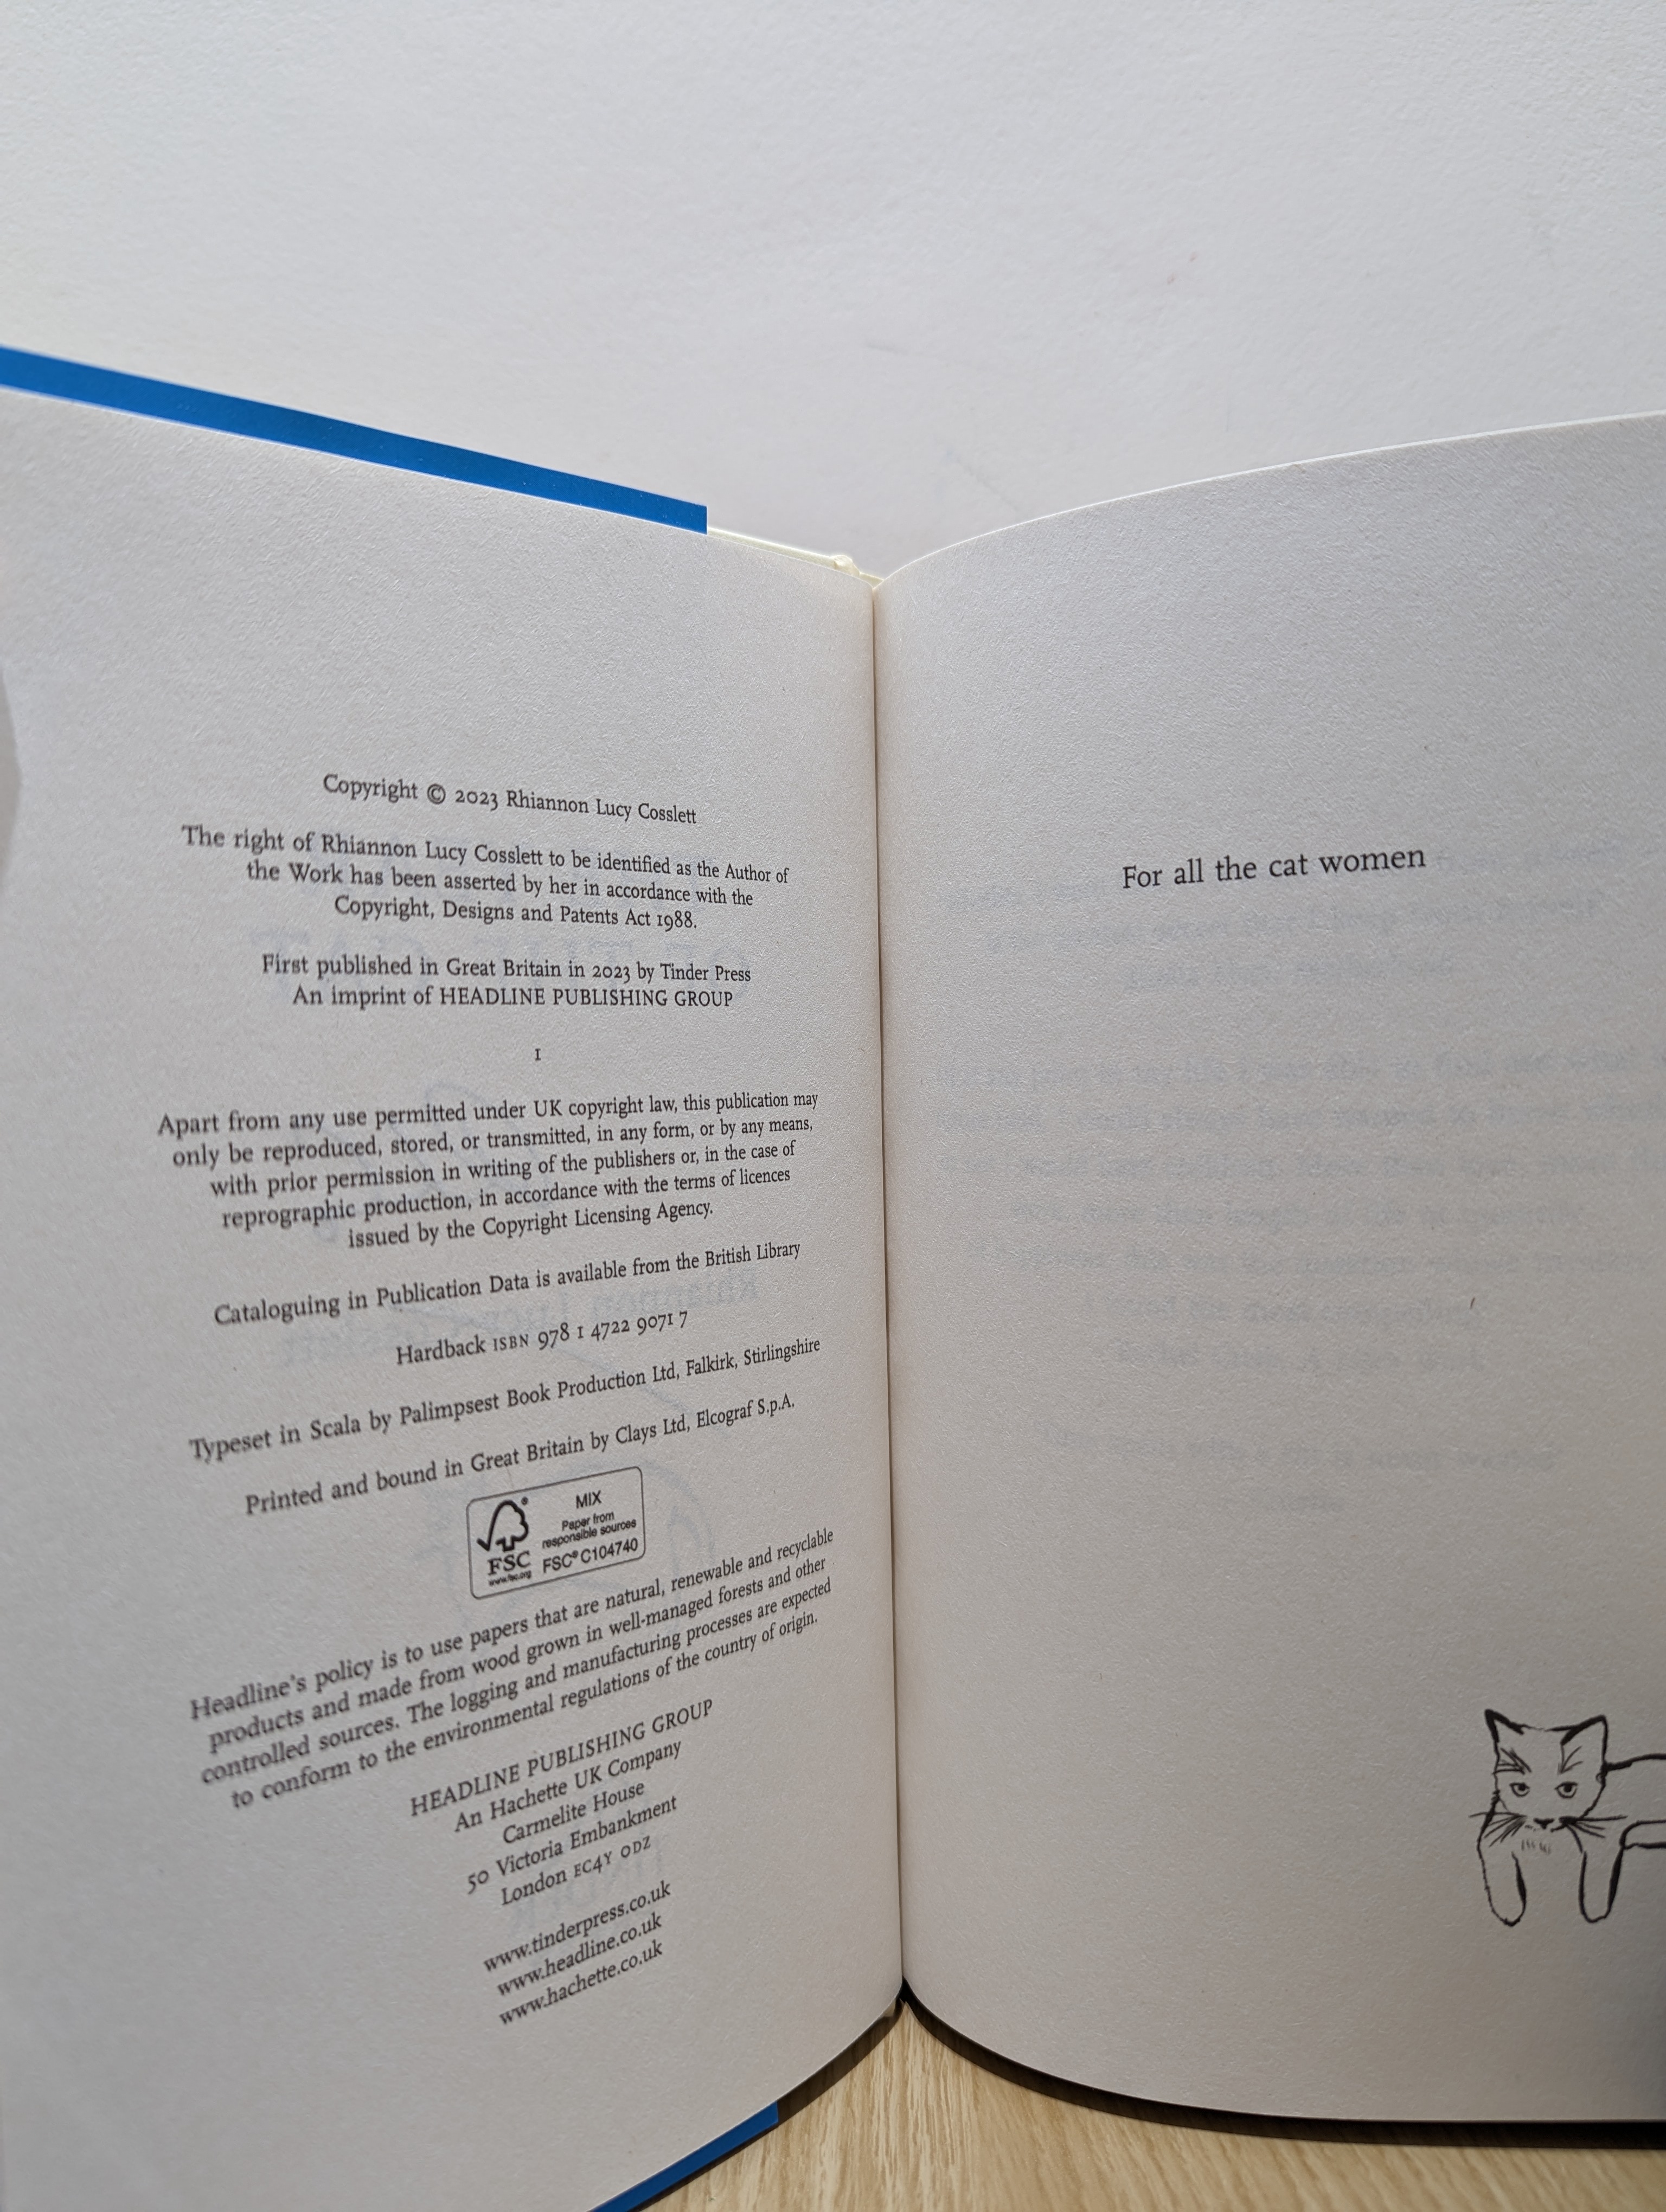 Copyright © 2023 Rhiannon Lucy Cosslett
The right of Rhiannon Lucy Cosslett to be identified as the Author of
the Work has been asserted by her in accordance with the
Copyright, Designs and Patents Act 1988.
First published in Great Britain in 2023 by Tinder Press
An imprint of HEADLINE PUBLISHING GROUP
1
Apart from any use permitted under UK copyright law, this publication may
only be reproduced, stored, or transmitted, in any form, or by any means,
with prior permission in writing of the publishers or, in the case of
reprographic production, in accordance with the terms of licences
issued by the Copyright Licensing Agency.
Cataloguing in Publication Data is available from the British Library
Hardback ISBN 978 1 4722 9071 7
Typeset in Scala by Palimpsest Book Production Ltd, Falkirk, Stirlingshire
Printed and bound in Great Britain by Clays Ltd, Elcograf S.p.A.
MIX
Paper from
responsible sources
FSC® C104740
FSC
www.fsc.org
Headline's policy is to use papers that are natural, renewable and recyclable
products and made from wood grown in well-managed forests and other
controlled sources. The logging and manufacturing processes are expected
to conform to the environmental regulations of the country of origin.
HEADLINE PUBLISHING GROUP
An Hachette UK Company
Carmelite House
50 Victoria Embankment
London EC4Y 0DZ
www.tinderpress.co.uk
www.headline.co.uk
www.hachette.co.uk
For all the cat women